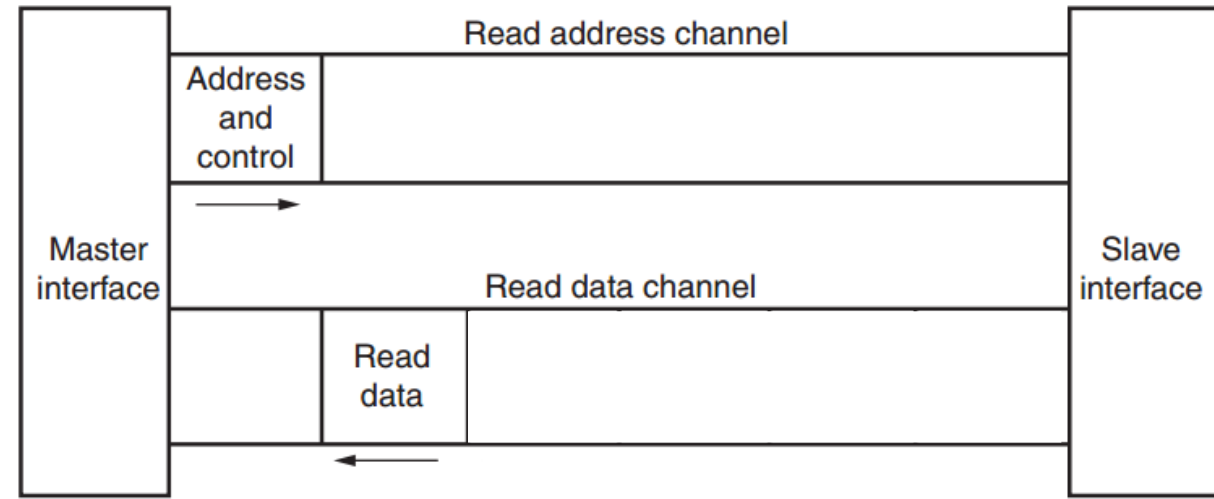 Read address channel
Address
and
control
Master
interface
Slave
interface
Read data channel
Read
data